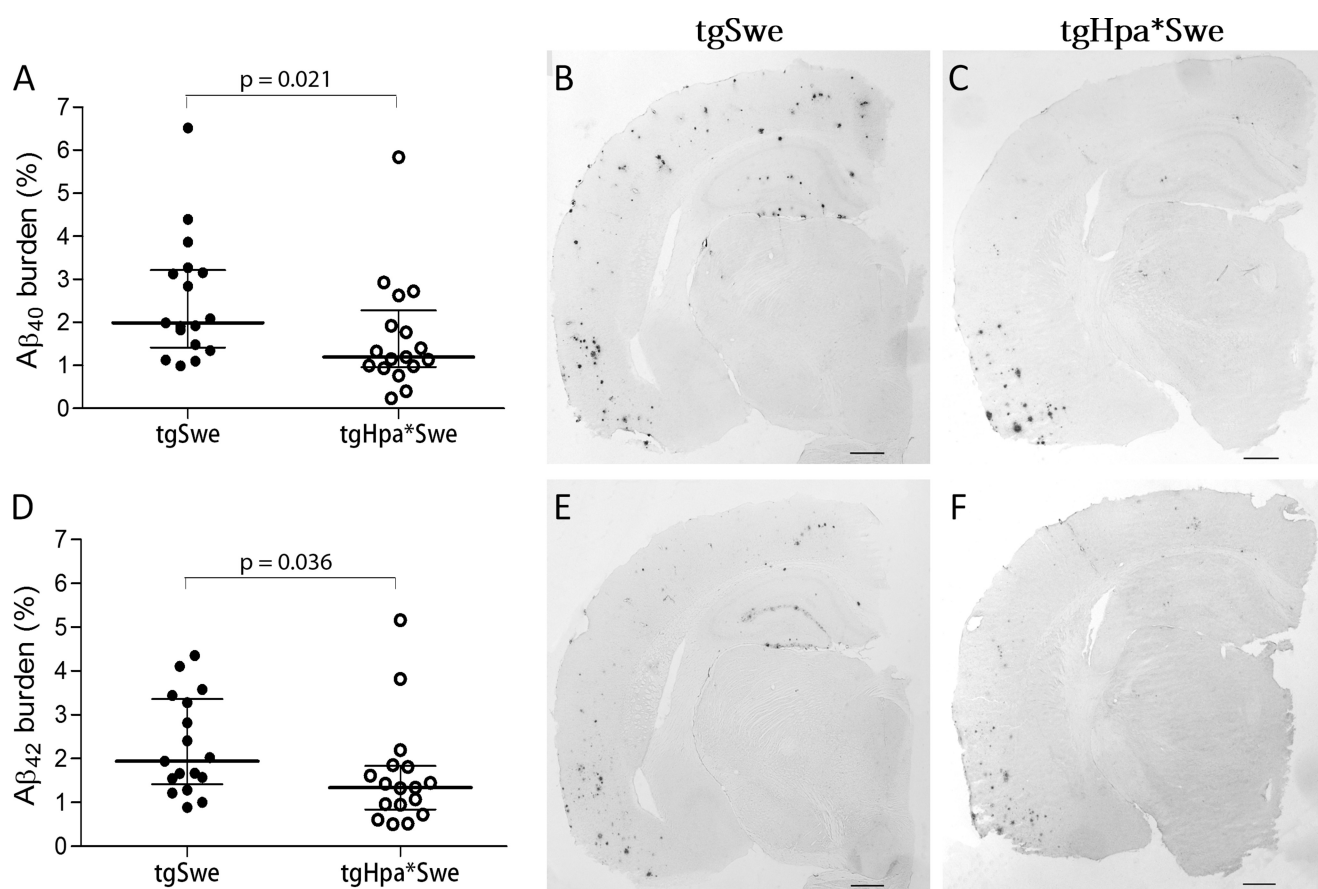 tgSwe
tgHpa*Swe
A
p = 0.021
7
6
5
4
3
2
1
0
Aβ40 burden (%)
tgSwe
tgHpa*Swe
B
C
D
p = 0.036
7
6
5
4
3
2
1
0
Aβ42 burden (%)
tgSwe
tgHpa*Swe
E
F